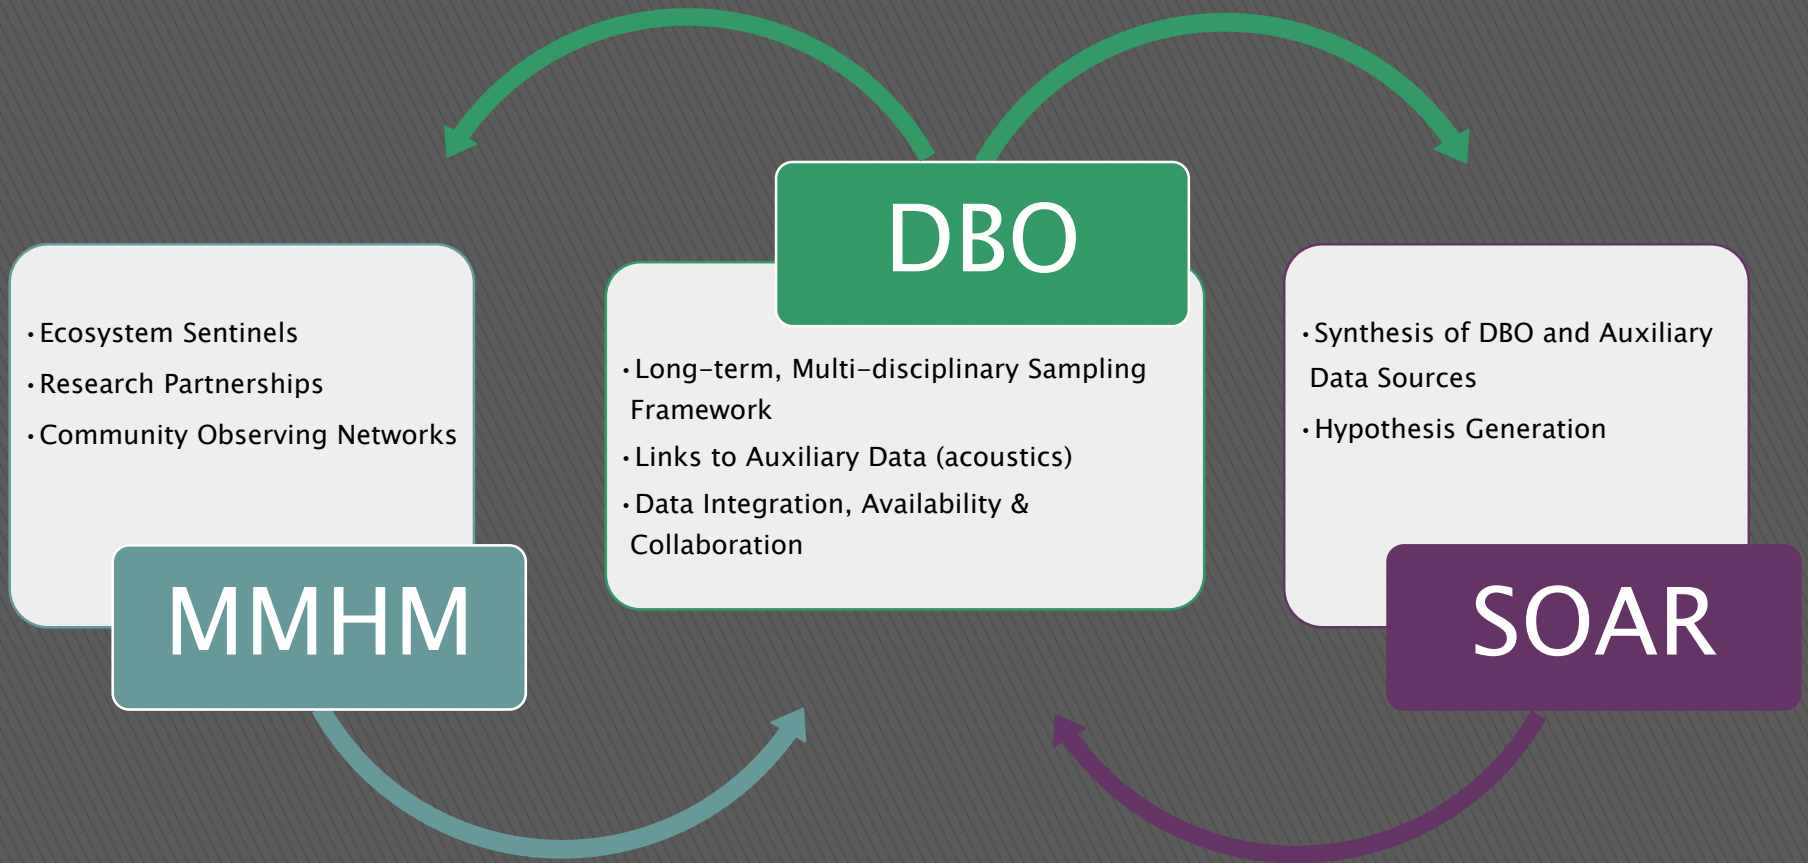 •Ecosystem Sentinels
•Research Partnerships
•Community Observing Networks
MMHM
DBO
•Long-term, Multi-disciplinary Sampling
Framework
•Links to Auxiliary Data (acoustics)
•Data Integration, Availability &
Collaboration
•Synthesis of DBO and Auxiliary
Data Sources
•Hypothesis Generation
SOAR